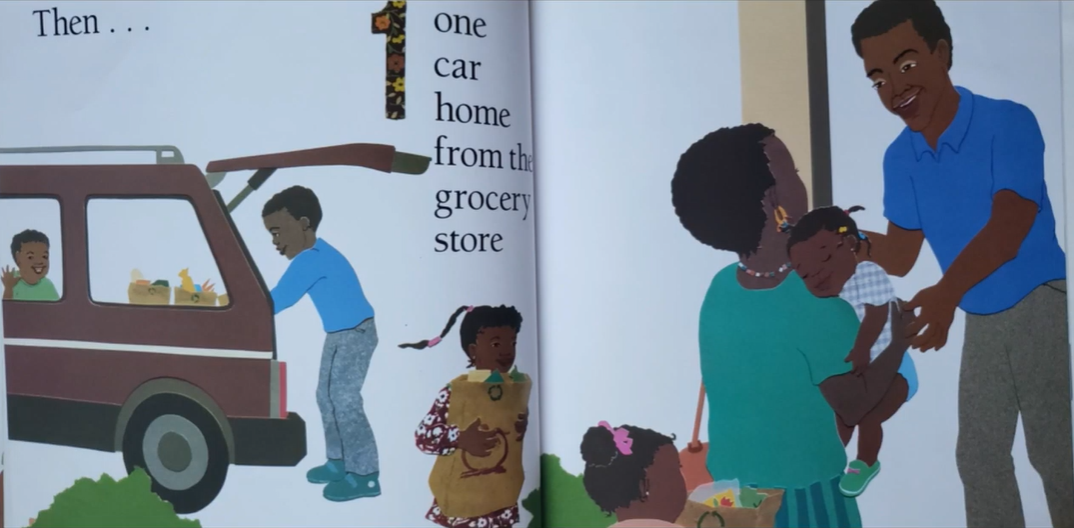 Then . . .
1
one
car
home
from the
grocery
store